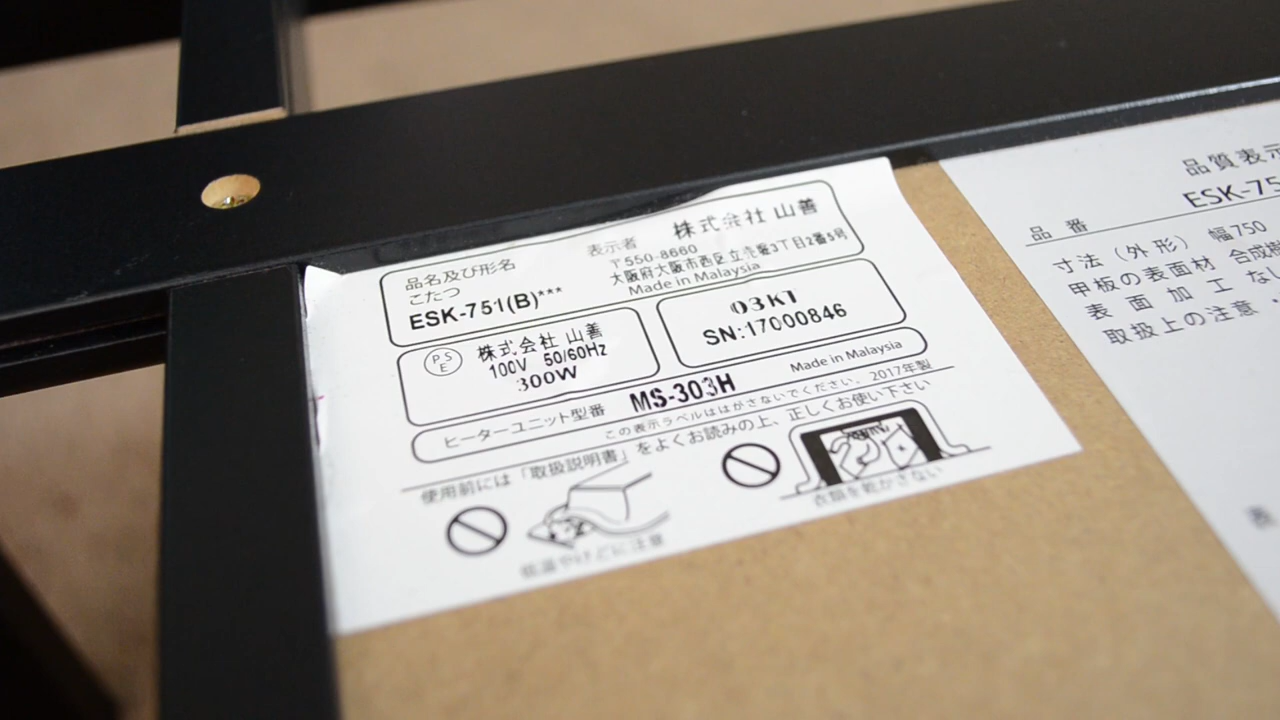 品名及び形名
こたつ
ESK-751(B)***
表示者 株式会社 山善
〒550-8660
大阪府大阪市西区立売堀3丁目2番5号
Made in Malaysia
PSE
株式会社 山善
100V 50/60Hz
300W
03KT
SN:17000846
ヒーターユニット型番 MS-303H Made in Malaysia
この表示ラベルははがさないでください。2017年製
使用前には「取扱説明書」をよくお読みの上、正しくお使い下さい
低温やけどに注意
衣類を乾かさない
品質表示
ESK-75
品番
寸法（外形） 幅750
甲板の表面材 合成樹
表面加工 なし
取扱上の注意
表